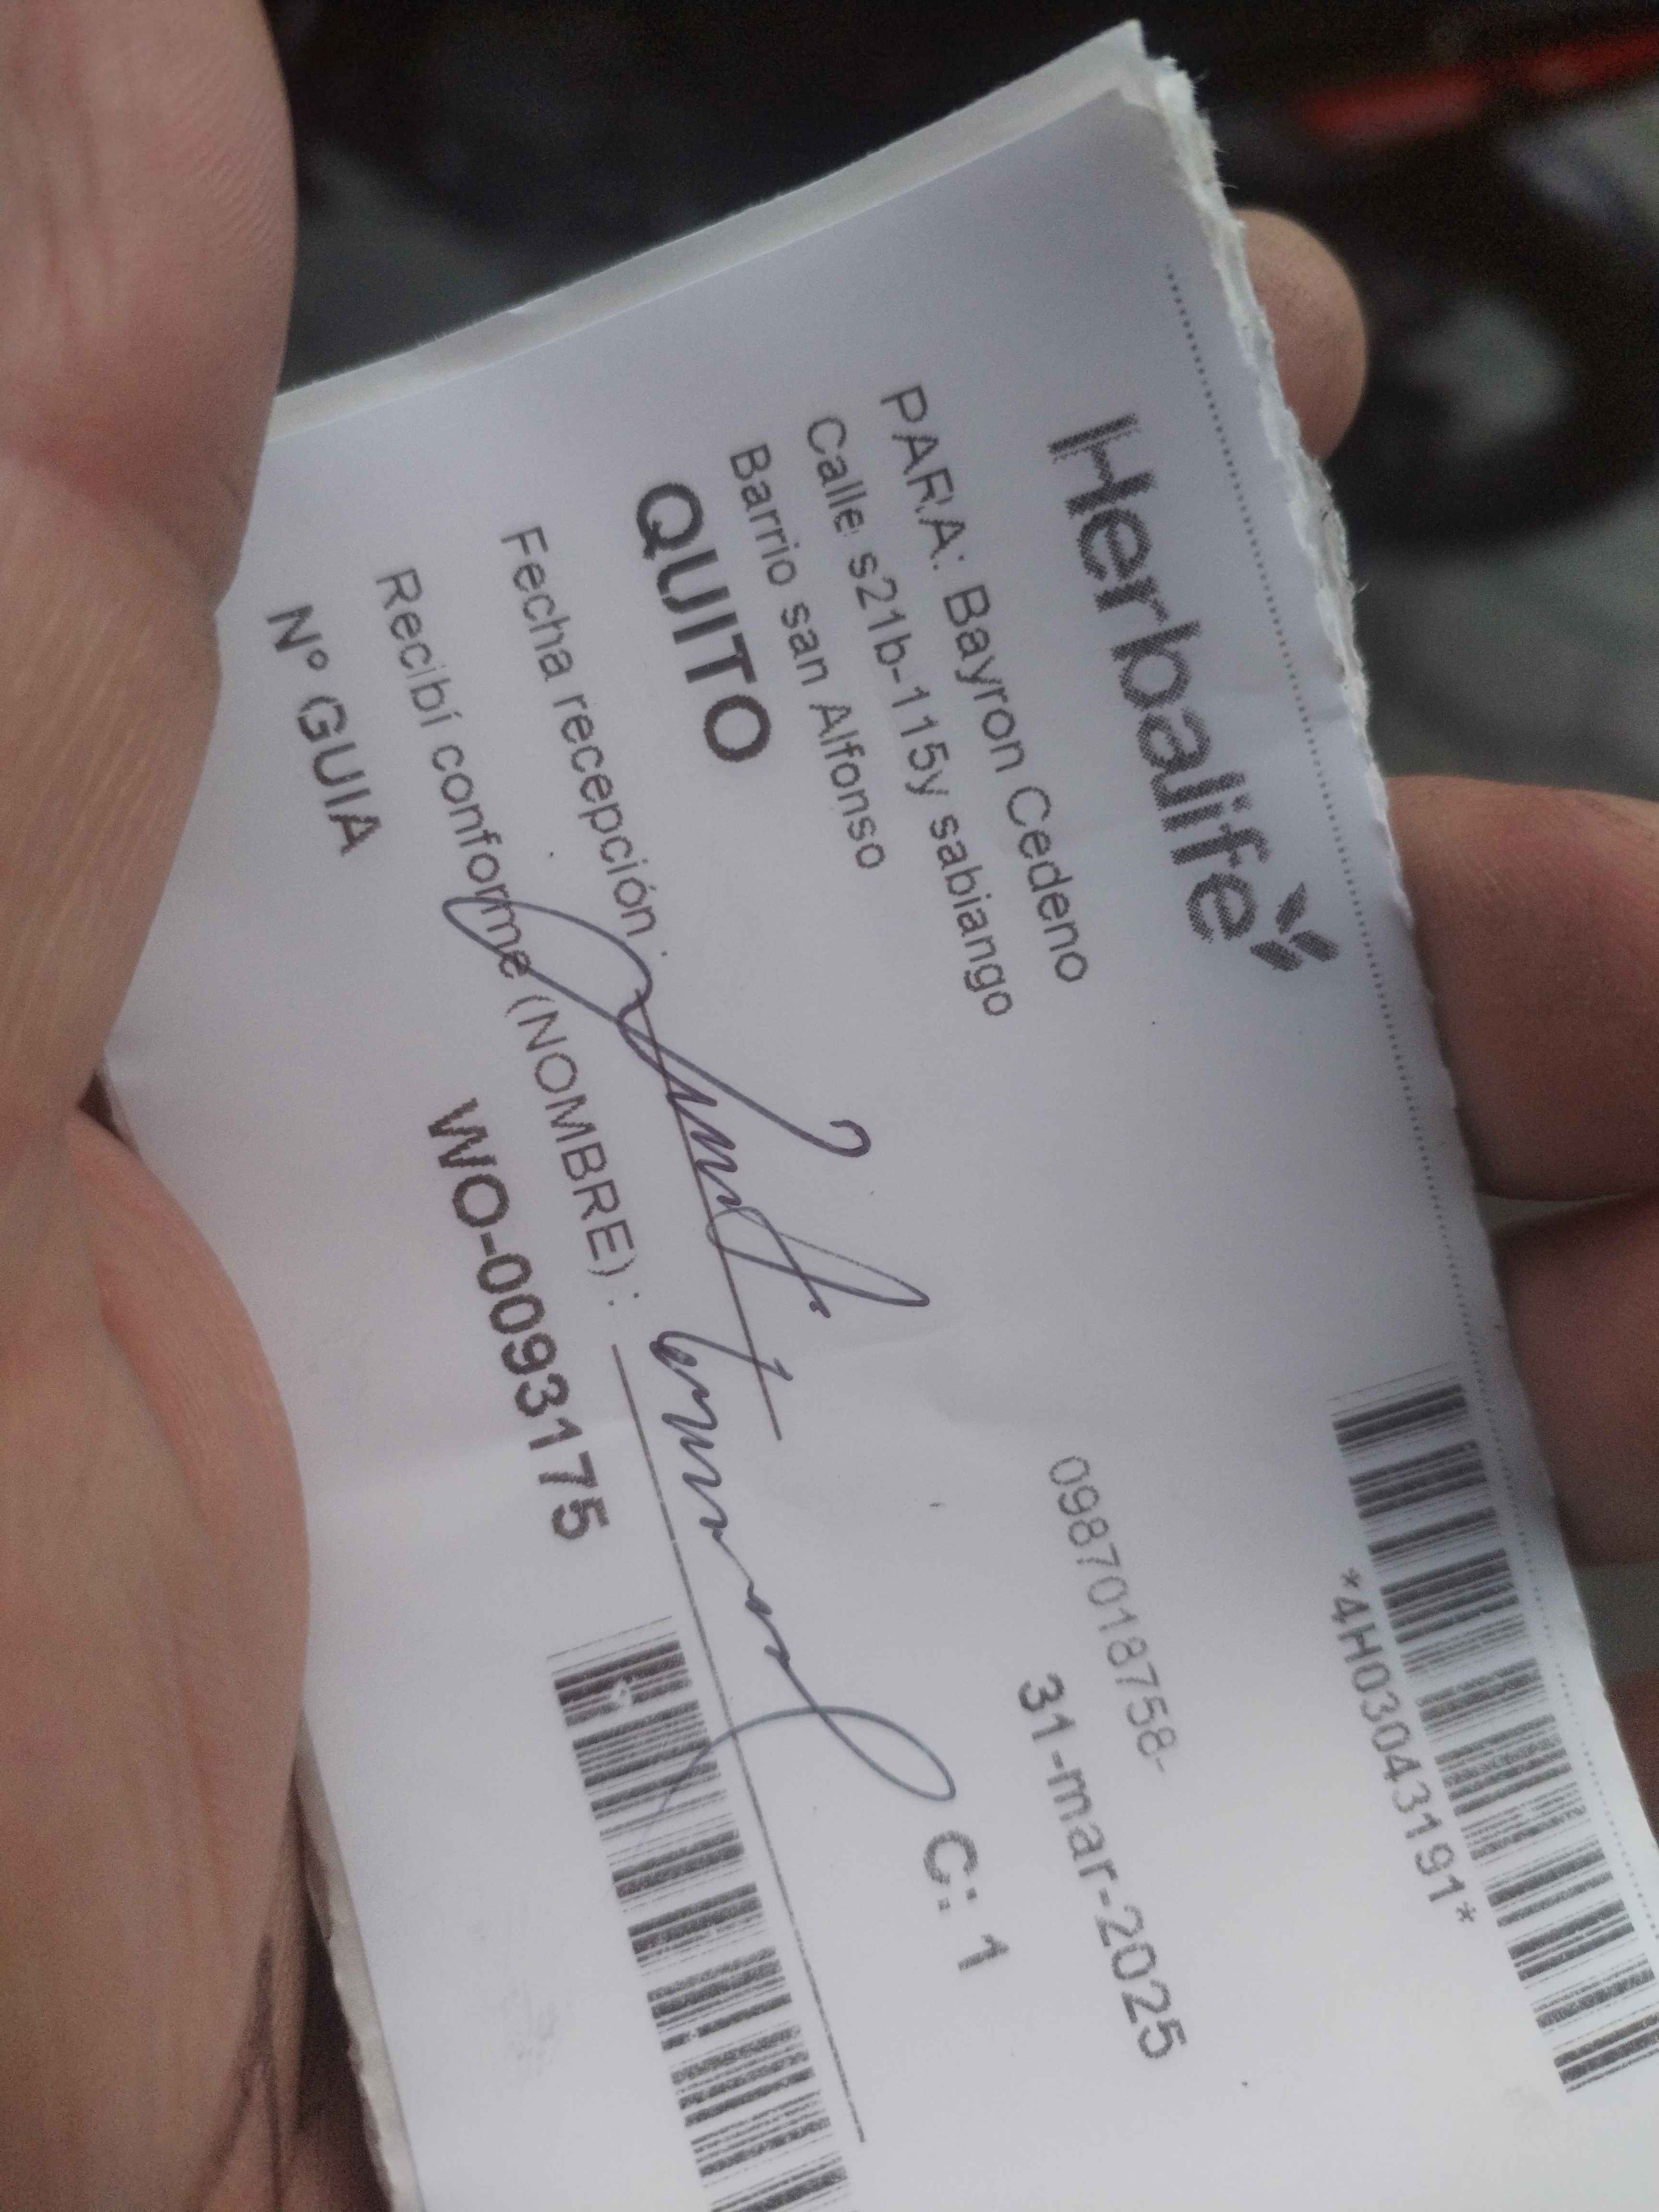 Herbalife
*4H03043191*
PARA: Bayron Cedeno
Calle s21b-115y sabiango
0987018758-
Barrio san Alfonso
31-mar-2025
QUITO
C: 1
Fecha recepción :
Recibí conforme (NOMBRE) :
Nº GUIA WO-0093175